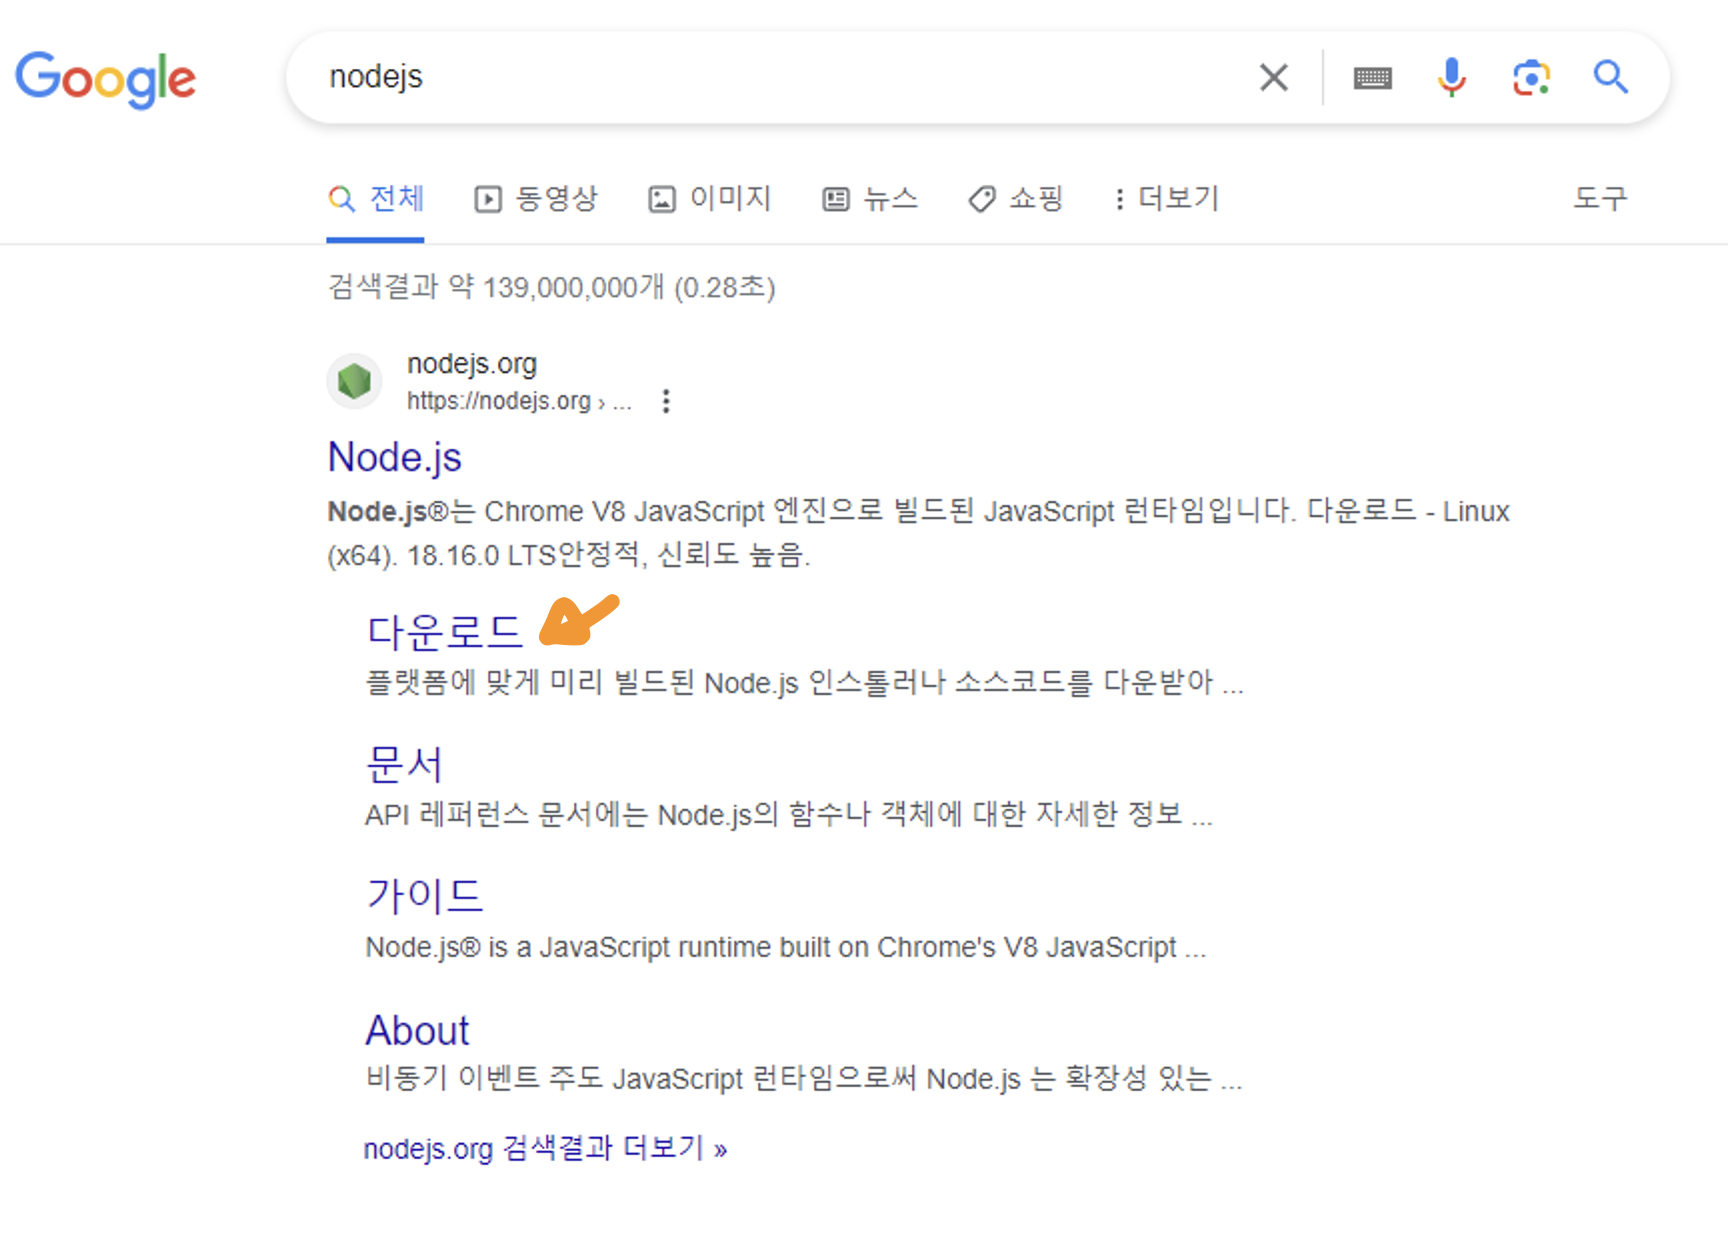 Google
nodejs
전체 동영상 이미지 뉴스 쇼핑 더보기 도구
검색결과 약 139,000,000개 (0.28초)
nodejs.org
https://nodejs.org › ...
Node.js
Node.js®는 Chrome V8 JavaScript 엔진으로 빌드된 JavaScript 런타임입니다. 다운로드 - Linux
(x64). 18.16.0 LTS안정적, 신뢰도 높음.
다운로드
플랫폼에 맞게 미리 빌드된 Node.js 인스톨러나 소스코드를 다운받아 ...
문서
API 레퍼런스 문서에는 Node.js의 함수나 객체에 대한 자세한 정보 ...
가이드
Node.js® is a JavaScript runtime built on Chrome's V8 JavaScript ...
About
비동기 이벤트 주도 JavaScript 런타임으로써 Node.js 는 확장성 있는 ...
nodejs.org 검색결과 더보기 »